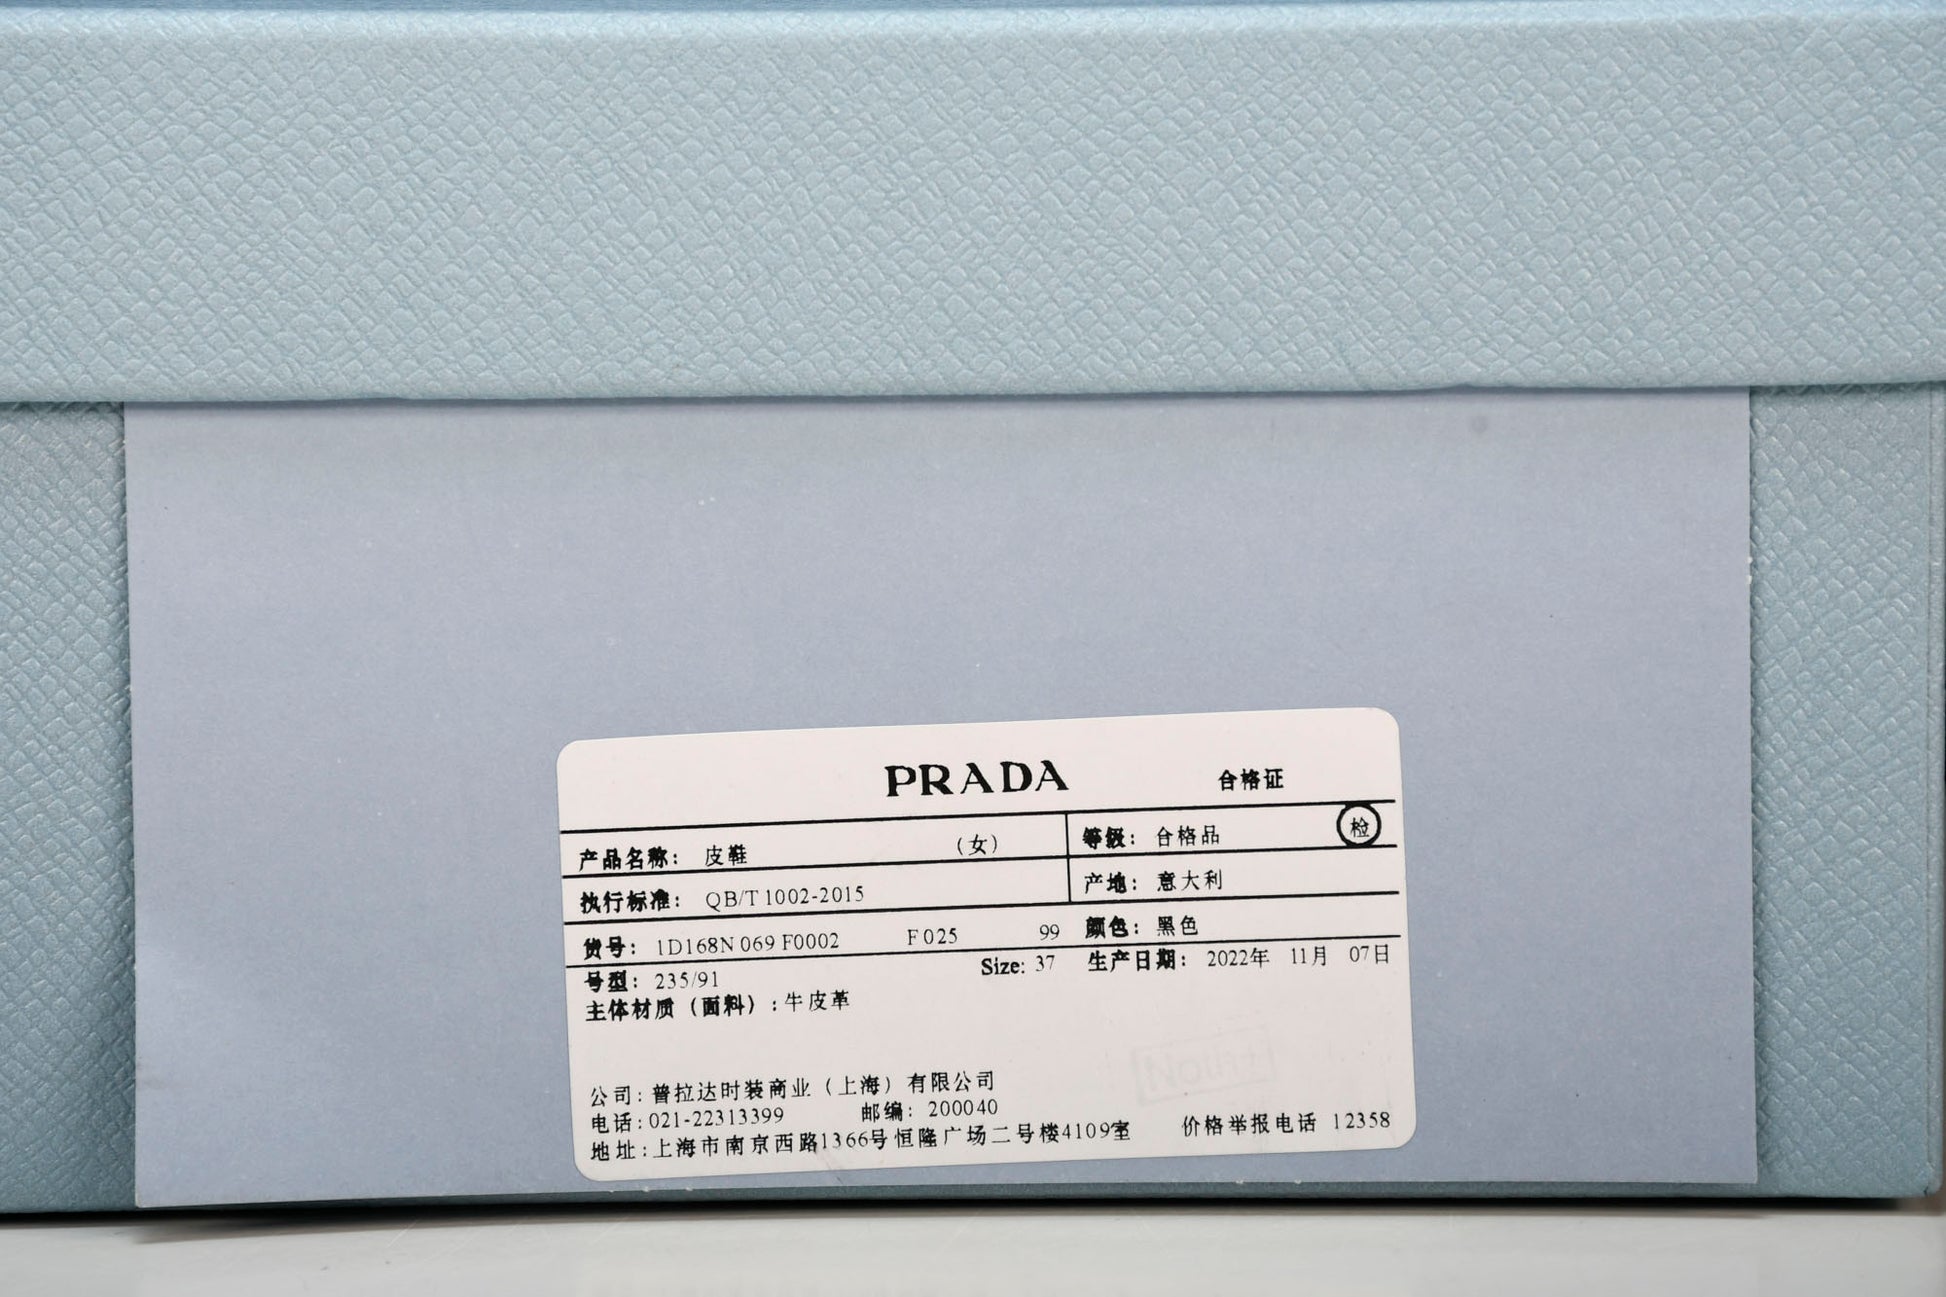 PRADA 合格证
产品名称：皮鞋 （女） 等级：合格品 检
执行标准：QB/T 1002-2015 产地：意大利
货号：1D168N 069 F0002 F 025 99 颜色：黑色
号型：235/91 Size: 37 生产日期：2022年 11月 07日
主体材质（面料）：牛皮革
公司：普拉达时装商业（上海）有限公司
电话：021-22313399 邮编：200040
地址：上海市南京西路1366号恒隆广场二号楼4109室 价格举报电话 12358